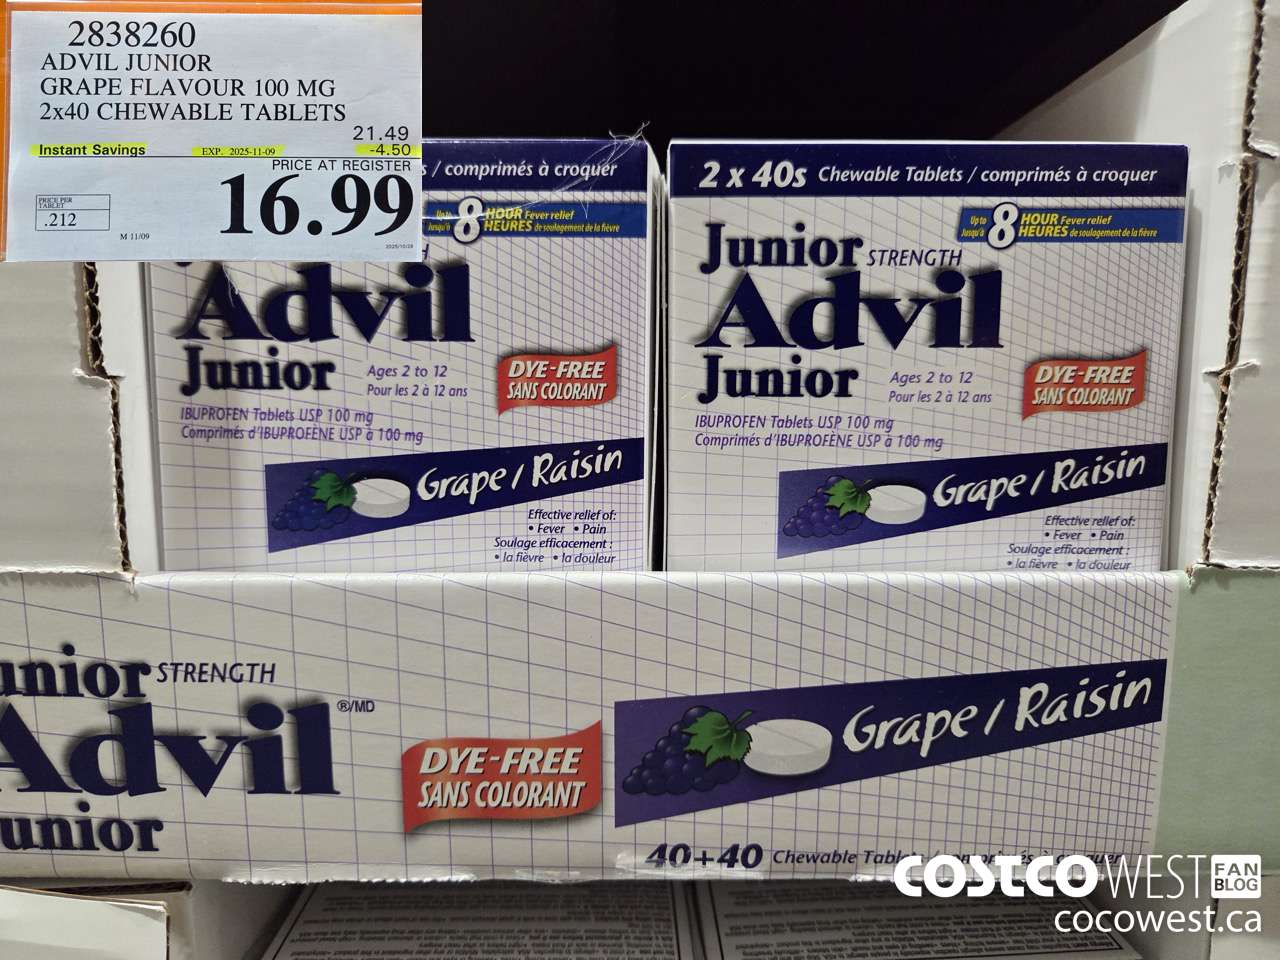 2838260
ADVIL JUNIOR
GRAPE FLAVOUR 100 MG
2x40 CHEWABLE TABLETS
21.49
Instant Savings EXP. 2025-11-09 -4.50
PRICE AT REGISTER
16.99
PRICE PER
TABLET
.212
M 11/09
2025/10/28
/ comprimés à croquer
Up to 8 HOUR Fever relief
Jusqu'à HEURES de soulagement de la fièvre
Advil
Junior
Ages 2 to 12
Pour les 2 à 12 ans
DYE-FREE
SANS COLORANT
IBUPROFEN Tablets USP 100 mg
Comprimés d'IBUPROFÈNE USP à 100 mg
Grape / Raisin
Effective relief of:
• Fever • Pain
Soulage efficacement :
• la fièvre • la douleur
2 x 40s Chewable Tablets / comprimés à croquer
Up to 8 HOUR Fever relief
Jusqu'à HEURES de soulagement de la fièvre
Junior STRENGTH
Advil
Junior
Ages 2 to 12
Pour les 2 à 12 ans
DYE-FREE
SANS COLORANT
IBUPROFEN Tablets USP 100 mg
Comprimés d'IBUPROFÈNE USP à 100 mg
Grape / Raisin
Effective relief of:
• Fever • Pain
Soulage efficacement :
• la fièvre • la douleur
unior STRENGTH
Advil ®/MD
unior
DYE-FREE
SANS COLORANT
Grape / Raisin
40+40 Chewable Tablets / comprimés à croquer
COSTCO WEST FAN BLOG
cocowest.ca